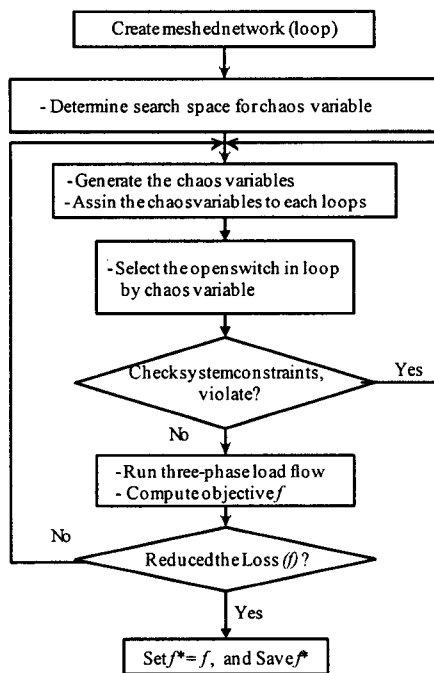 Create meshed network (loop)
- Determine search space for chaos variable
-Generate the chaos variables
-Assin the chaos variables to each loops
-Select the open switch in loop
by chaos variable
Check system constraints,
violate?
Yes
No
-Run three-phase load flow
- Compute objective f
No
Reduced the Loss (f) ?
Yes
Set f* = f, and Save f*